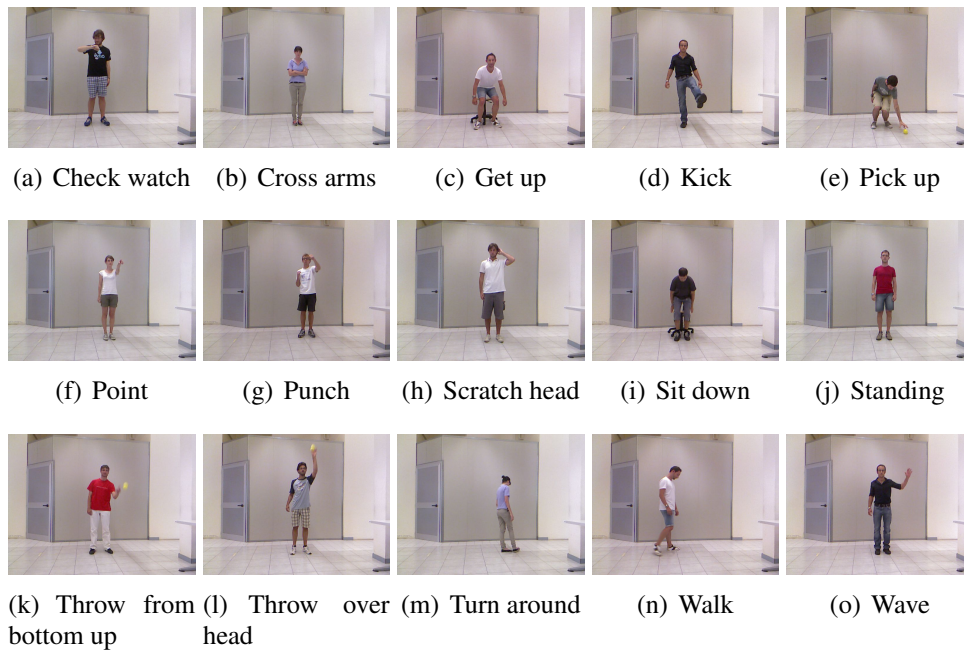 (a) Check watch (b) Cross arms (c) Get up (d) Kick (e) Pick up
(f) Point (g) Punch (h) Scratch head (i) Sit down (j) Standing
(k) Throw from bottom up (l) Throw over head (m) Turn around (n) Walk (o) Wave